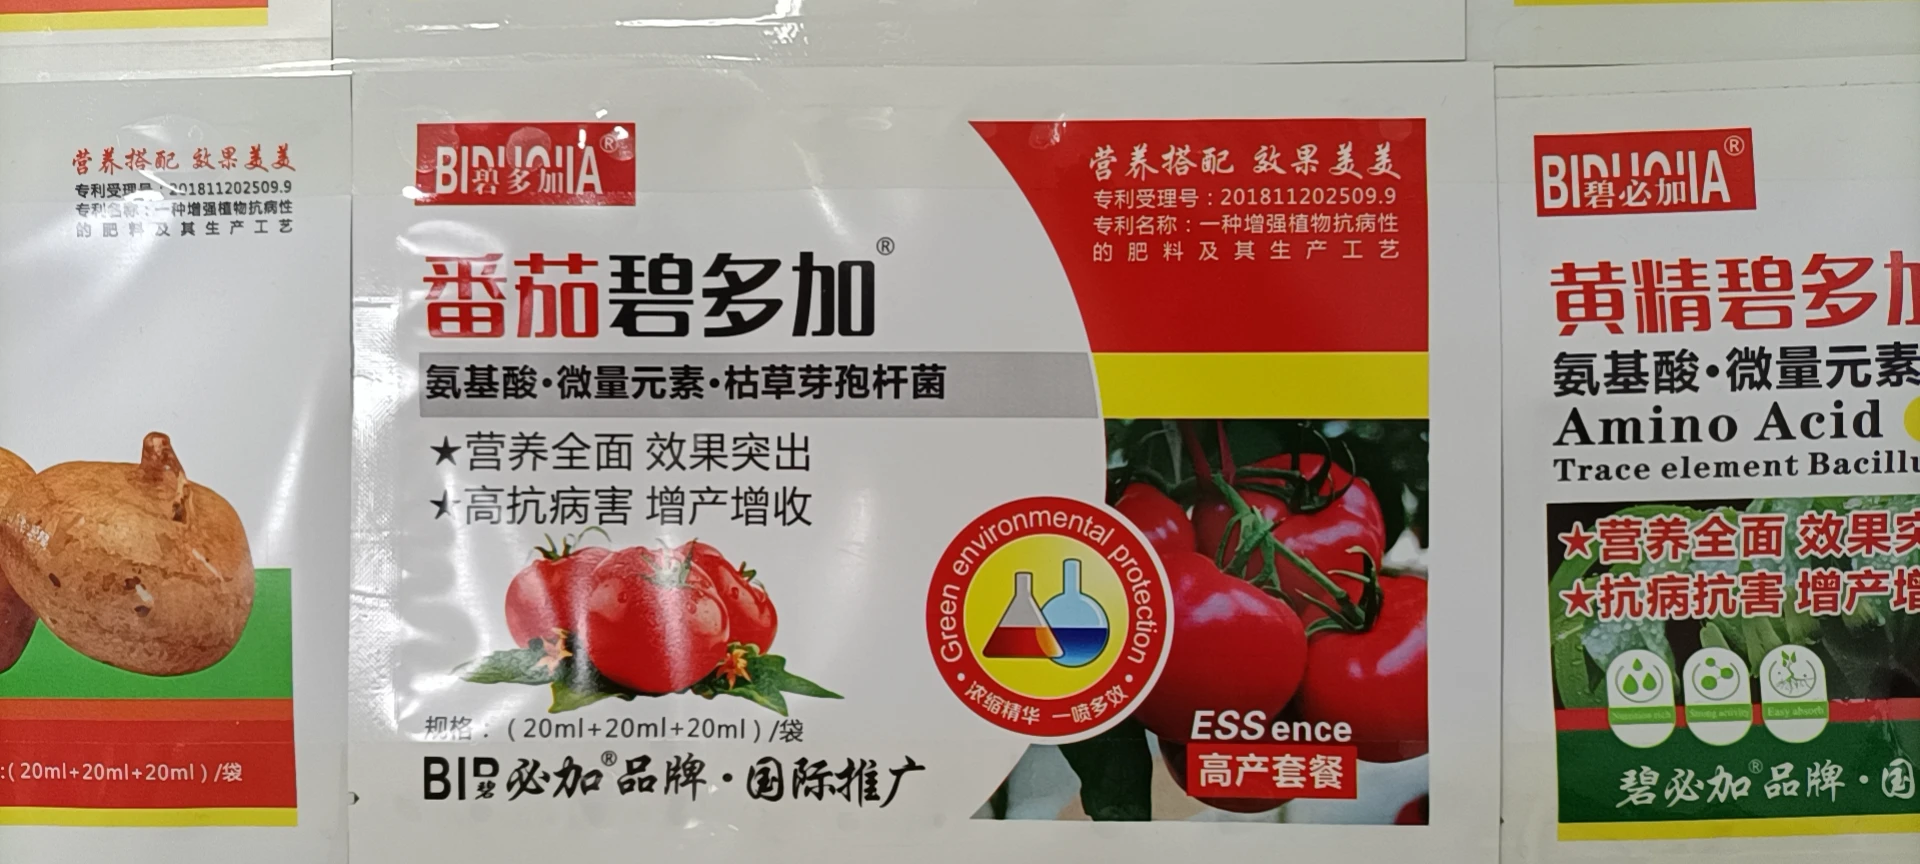 营养搭配 效果美美
专利受理号：201811202509.9
专利名称：一种增强植物抗病性
的肥料及其生产工艺
:(20ml+20ml+20ml)/袋
碧多加
®
番茄碧多加®
氨基酸·微量元素·枯草芽孢杆菌
★营养全面 效果突出
★高抗病害 增产增收
规格：(20ml+20ml+20ml)/袋
碧必加®品牌·国际推广
营养搭配 效果美美
专利受理号：201811202509.9
专利名称：一种增强植物抗病性
的肥料及其生产工艺
Green environmental protection
浓缩精华 一喷多效
ESSence
高产套餐
碧必加
®
黄精碧多加
氨基酸·微量元素
Amino Acid
Trace element Bacillu
★营养全面 效果突
★抗病抗害 增产增
Nutrition rich
Strong activity
Easy absorb
碧必加®品牌·国